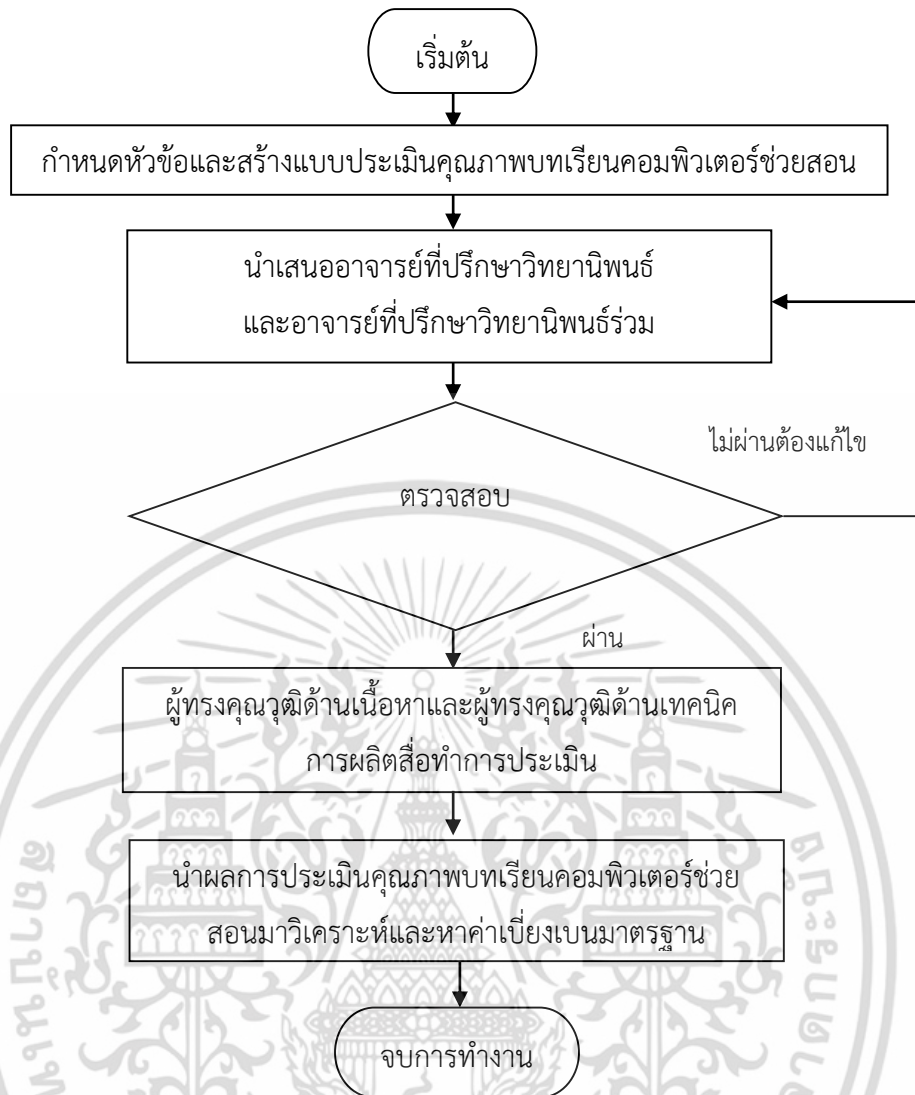 เริ่มต้น
กำหนดหัวข้อและสร้างแบบประเมินคุณภาพบทเรียนคอมพิวเตอร์ช่วยสอน
นำเสนออาจารย์ที่ปรึกษาวิทยานิพนธ์
และอาจารย์ที่ปรึกษาวิทยานิพนธ์ร่วม
ไม่ผ่านต้องแก้ไข
ตรวจสอบ
ผ่าน
ผู้ทรงคุณวุฒิด้านเนื้อหาและผู้ทรงคุณวุฒิด้านเทคนิค
การผลิตสื่อทำการประเมิน
นำผลการประเมินคุณภาพบทเรียนคอมพิวเตอร์ช่วย
สอนมาวิเคราะห์และหาค่าเบี่ยงเบนมาตรฐาน
จบการทำงาน